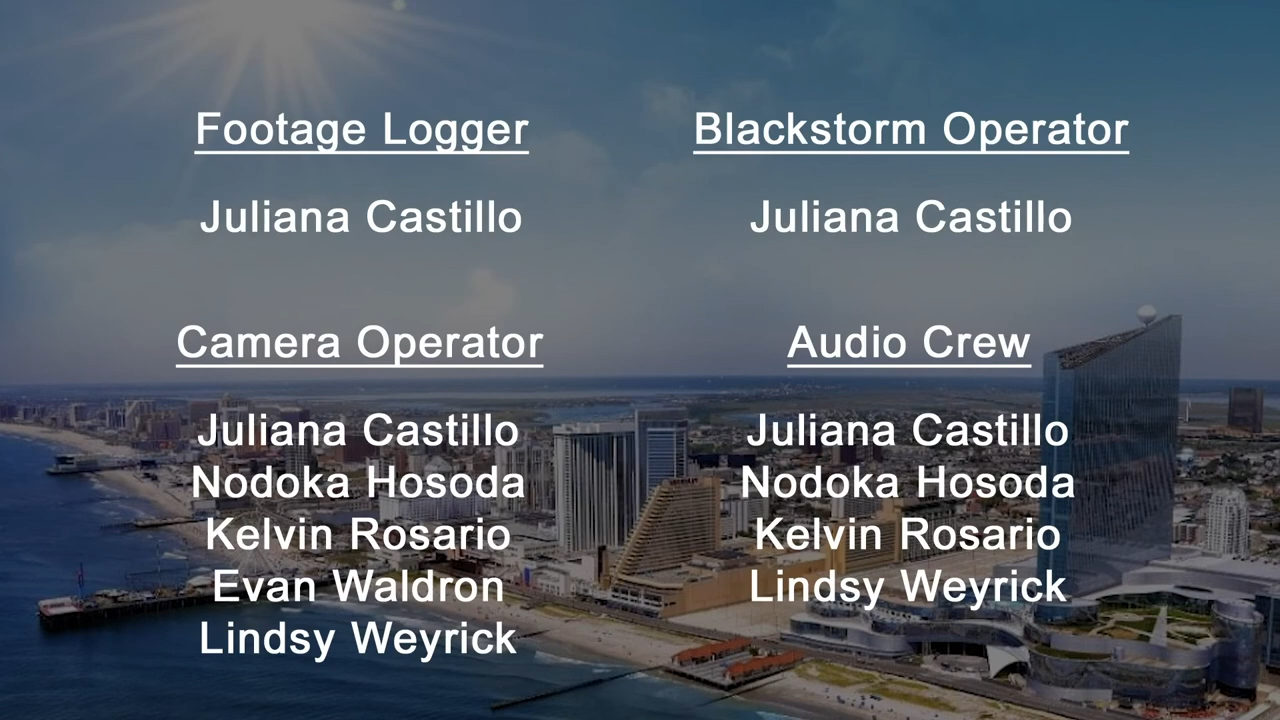 Footage Logger
Juliana Castillo
Blackstorm Operator
Juliana Castillo
Camera Operator
Juliana Castillo
Nodoka Hosoda
Kelvin Rosario
Evan Waldron
Lindsy Weyrick
Audio Crew
Juliana Castillo
Nodoka Hosoda
Kelvin Rosario
Lindsy Weyrick